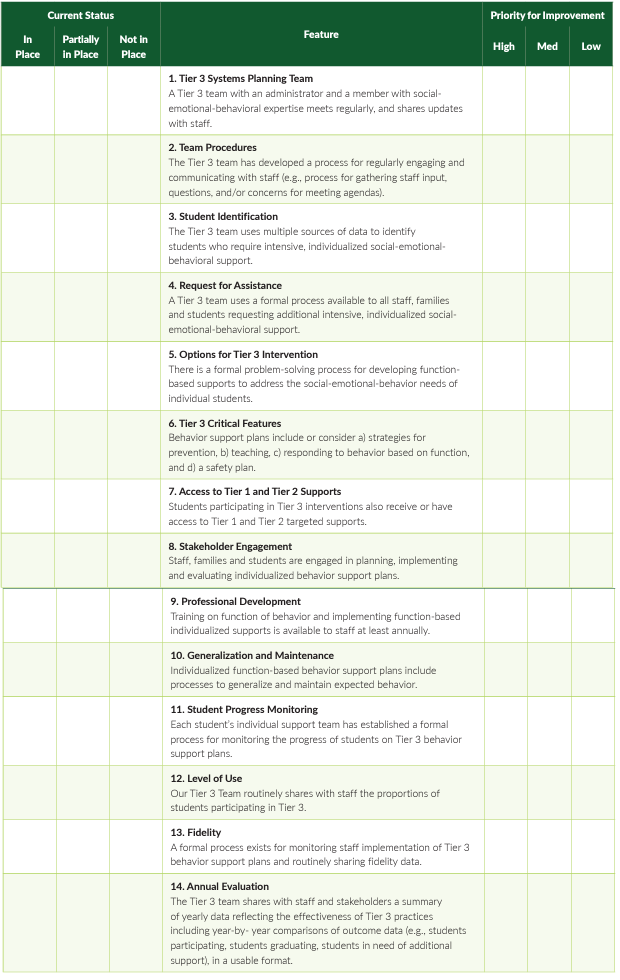 Current Status
Feature
Priority for Improvement
In
Place
Partially
in Place
Not in
Place
High
Med
Low
1. Tier 3 Systems Planning Team
A Tier 3 team with an administrator and a member with social-
emotional-behavioral expertise meets regularly, and shares updates
with staff.
2. Team Procedures
The Tier 3 team has developed a process for regularly engaging and
communicating with staff (e.g., process for gathering staff input,
questions, and/or concerns for meeting agendas).
3. Student Identification
The Tier 3 team uses multiple sources of data to identify
students who require intensive, individualized social-emotional-
behavioral support.
4. Request for Assistance
A Tier 3 team uses a formal process available to all staff, families
and students requesting additional intensive, individualized social-
emotional-behavioral support.
5. Options for Tier 3 Intervention
There is a formal problem-solving process for developing function-
based supports to address the social-emotional-behavior needs of
individual students.
6. Tier 3 Critical Features
Behavior support plans include or consider a) strategies for
prevention, b) teaching, c) responding to behavior based on function,
and d) a safety plan.
7. Access to Tier 1 and Tier 2 Supports
Students participating in Tier 3 interventions also receive or have
access to Tier 1 and Tier 2 targeted supports.
8. Stakeholder Engagement
Staff, families and students are engaged in planning, implementing
and evaluating individualized behavior support plans.
9. Professional Development
Training on function of behavior and implementing function-based
individualized supports is available to staff at least annually.
10. Generalization and Maintenance
Individualized function-based behavior support plans include
processes to generalize and maintain expected behavior.
11. Student Progress Monitoring
Each student's individual support team has established a formal
process for monitoring the progress of students on Tier 3 behavior
support plans.
12. Level of Use
Our Tier 3 Team routinely shares with staff the proportions of
students participating in Tier 3.
13. Fidelity
A formal process exists for monitoring staff implementation of Tier 3
behavior support plans and routinely sharing fidelity data.
14. Annual Evaluation
The Tier 3 team shares with staff and stakeholders a summary
of yearly data reflecting the effectiveness of Tier 3 practices
including year-by- year comparisons of outcome data (e.g., students
participating, students graduating, students in need of additional
support), in a usable format.